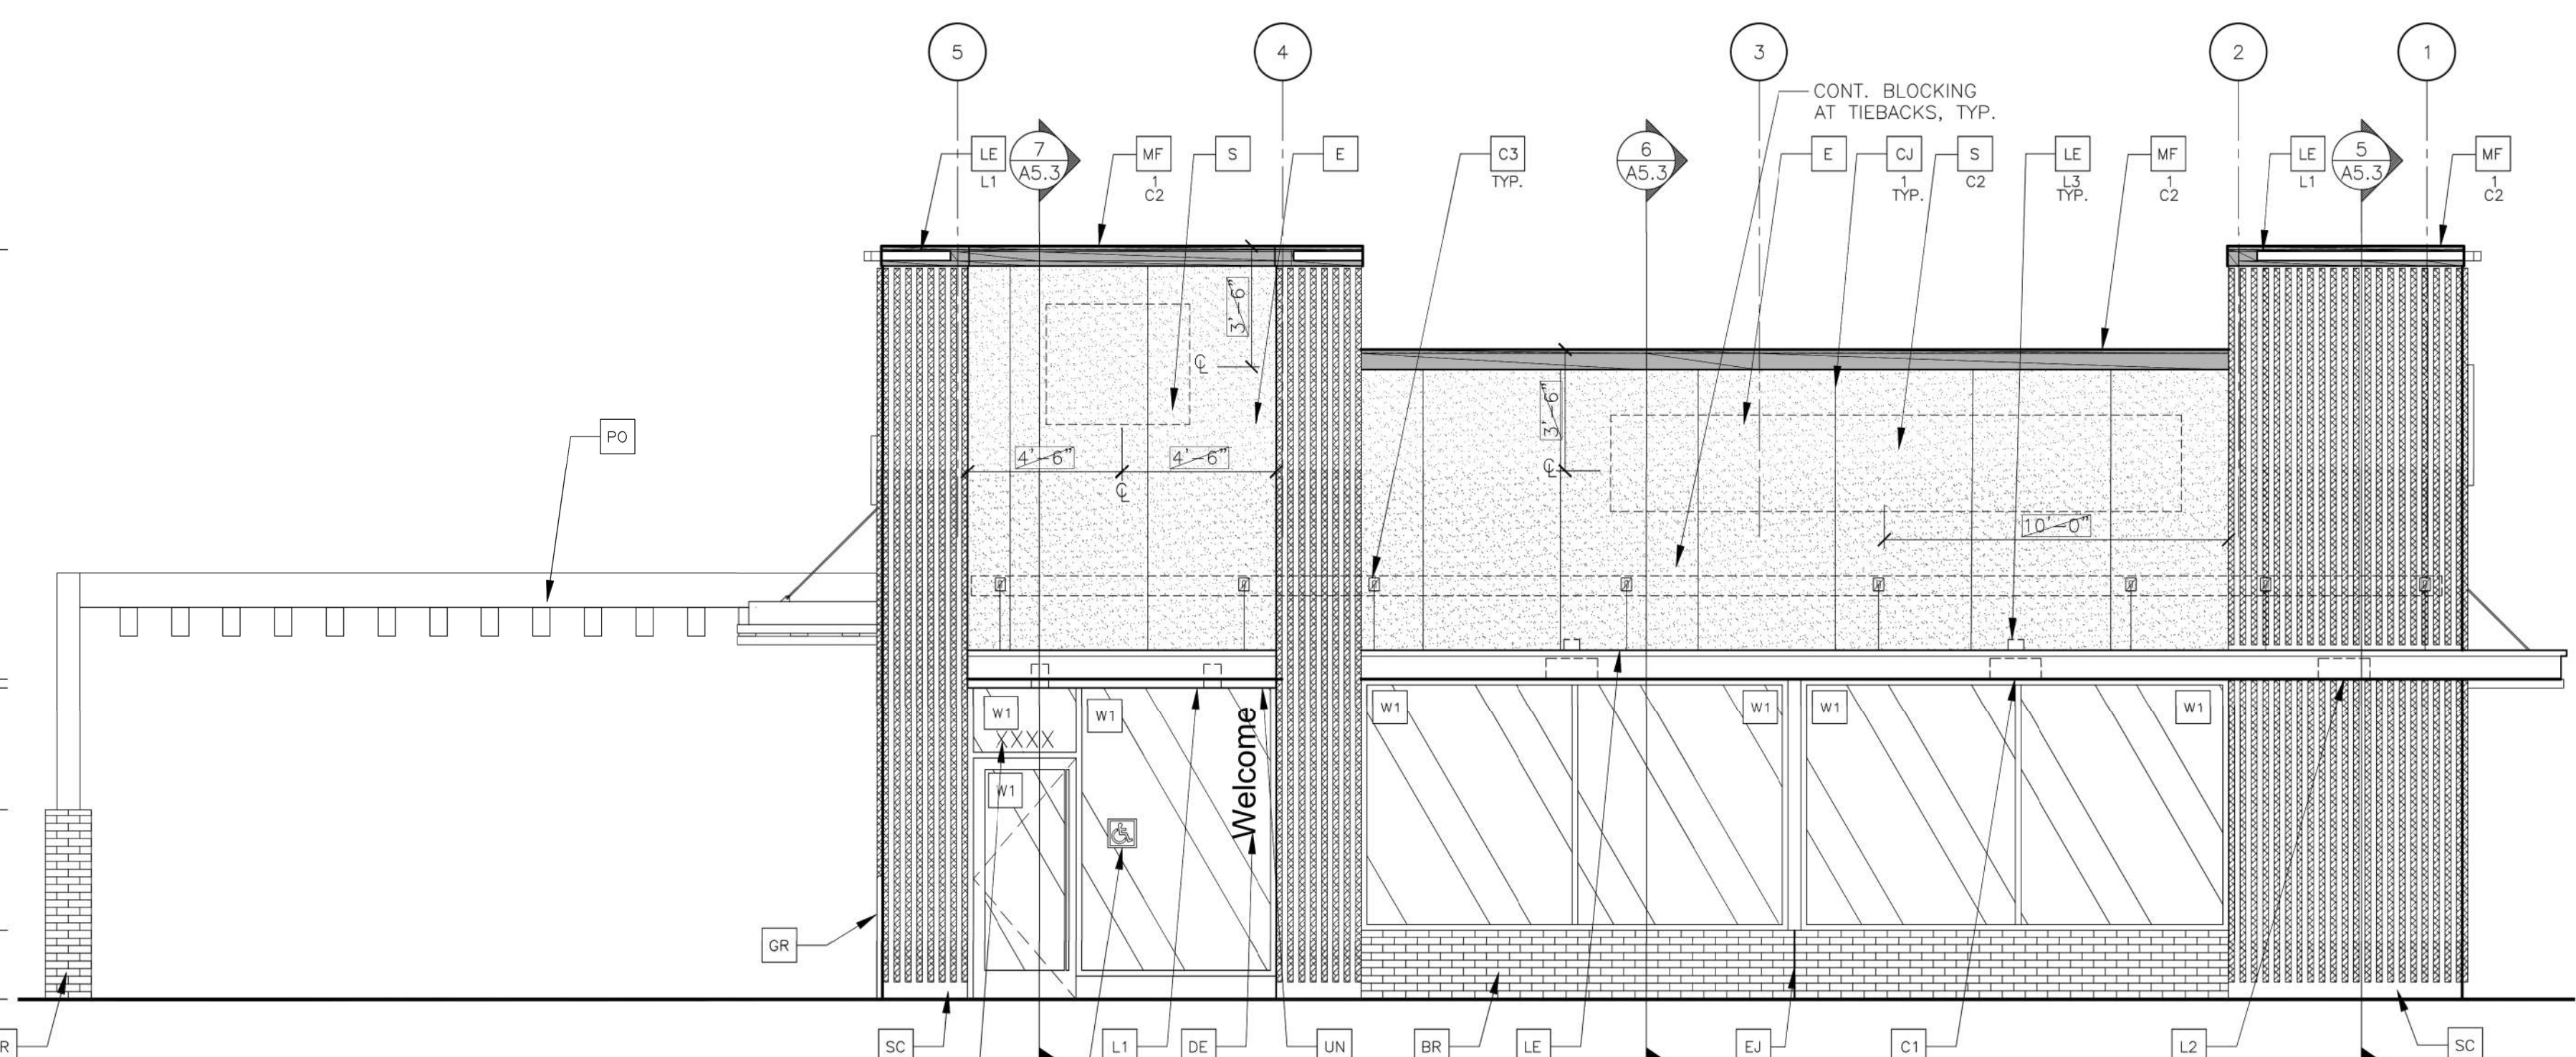 5
4
3
2
1
CONT. BLOCKING
AT TIEBACKS, TYP.
LE
L1
7
A5.3
MF
1
C2
S
E
C3
TYP.
6
A5.3
E
CJ
1
TYP.
S
C2
LE
L3
TYP.
MF
1
C2
LE
L1
5
A5.3
MF
1
C2
3'-6"
℄
3'-6"
℄
PO
4'-6"
4'-6"
℄
10'-0"
W1
XXXX
W1
W1
W1
W1
W1
W1
Welcome
GR
R
SC
L1
DE
UN
BR
LE
EJ
C1
L2
SC